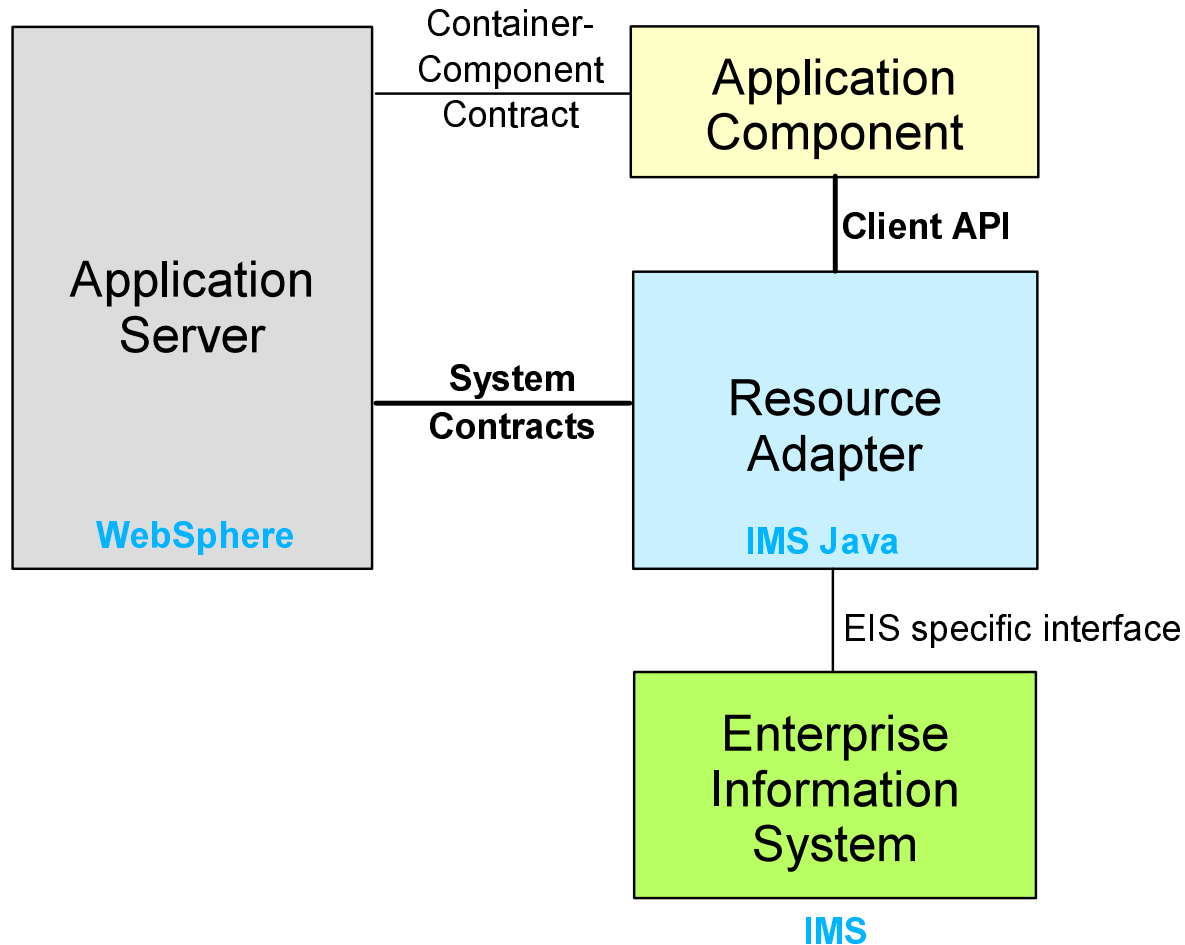 Container-
Component
Contract
Application
Component
Client API
Application
Server
System
Contracts
Resource
Adapter
WebSphere
IMS Java
EIS specific interface
Enterprise
Information
System
IMS